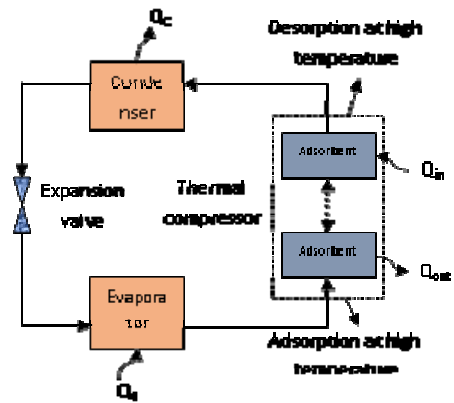 Qc
Desorption at high
temperature
Conde
nser
Adsorbent
Qin
Expansion
valve
Thermal
compressor
Adsorbent
Qout
Evapora
tor
Adsorption at high
temperature